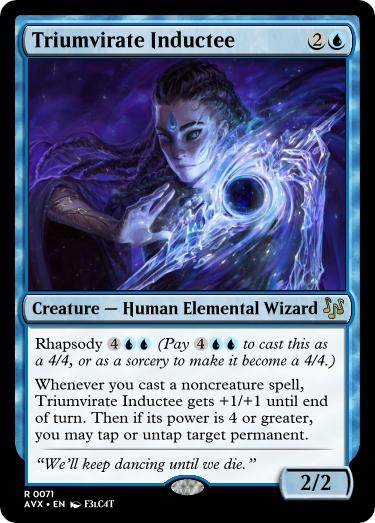 Triumvirate Inductee 2
Creature — Human Elemental Wizard
Rhapsody 4 (Pay 4 to cast this as
a 4/4, or as a sorcery to make it become a 4/4.)
Whenever you cast a noncreature spell,
Triumvirate Inductee gets +1/+1 until end
of turn. Then if its power is 4 or greater,
you may tap or untap target permanent.
“We’ll keep dancing until we die.”
2/2
R 0071
AVX • EN F3LC4T